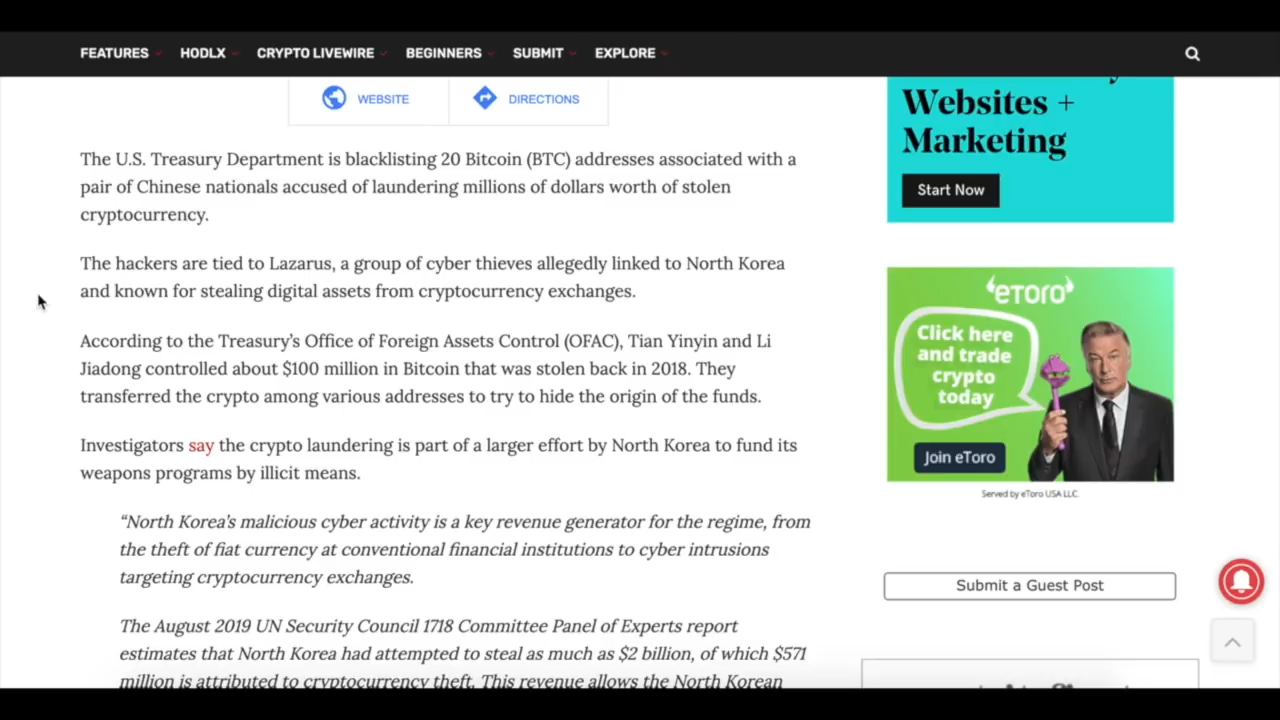 FEATURES HODLX CRYPTO LIVEWIRE BEGINNERS SUBMIT EXPLORE
WEBSITE DIRECTIONS
The U.S. Treasury Department is blacklisting 20 Bitcoin (BTC) addresses associated with a
pair of Chinese nationals accused of laundering millions of dollars worth of stolen
cryptocurrency.
The hackers are tied to Lazarus, a group of cyber thieves allegedly linked to North Korea
and known for stealing digital assets from cryptocurrency exchanges.
According to the Treasury's Office of Foreign Assets Control (OFAC), Tian Yinyin and Li
Jiadong controlled about $100 million in Bitcoin that was stolen back in 2018. They
transferred the crypto among various addresses to try to hide the origin of the funds.
Investigators say the crypto laundering is part of a larger effort by North Korea to fund its
weapons programs by illicit means.
“North Korea's malicious cyber activity is a key revenue generator for the regime, from
the theft of fiat currency at conventional financial institutions to cyber intrusions
targeting cryptocurrency exchanges.
The August 2019 UN Security Council 1718 Committee Panel of Experts report
estimates that North Korea had attempted to steal as much as $2 billion, of which $571
million is attributed to cryptocurrency theft. This revenue allows the North Korean
Websites +
Marketing
Start Now
eTORO
Click here
and trade
crypto
today
Join eToro
Served by eToro USA LLC.
Submit a Guest Post